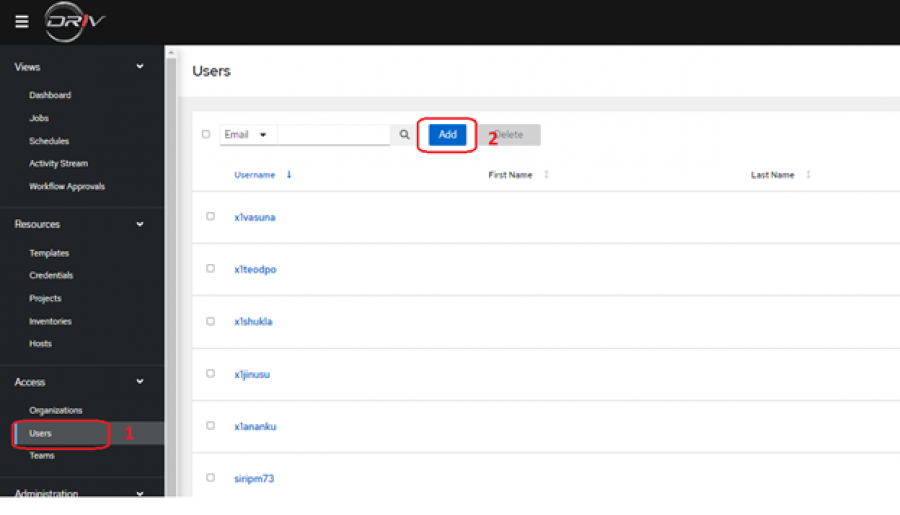 DRIV
Views
Dashboard
Jobs
Schedules
Activity Stream
Workflow Approvals
Resources
Templates
Credentials
Projects
Inventories
Hosts
Access
Organizations
Users 1
Teams
Administration
Users
Email Add 2 Delete
Username First Name Last Name
x1vasuna
x1teodpo
x1shukla
x1jinusu
x1ananku
siripm73